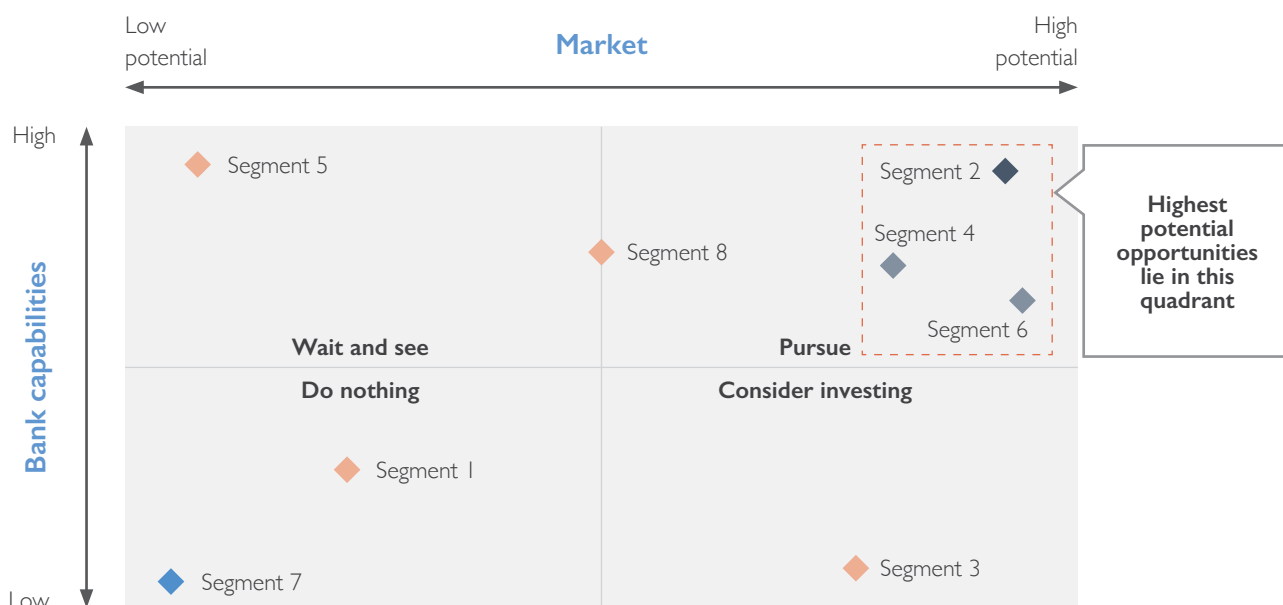 Low
potential
Market
High
potential
High
Segment 5
Segment 2
Segment 4
Segment 8
Segment 6
Highest
potential
opportunities
lie in this
quadrant
Wait and see
Pursue
Do nothing
Consider investing
Bank capabilities
Segment 1
Segment 3
Segment 7
Low